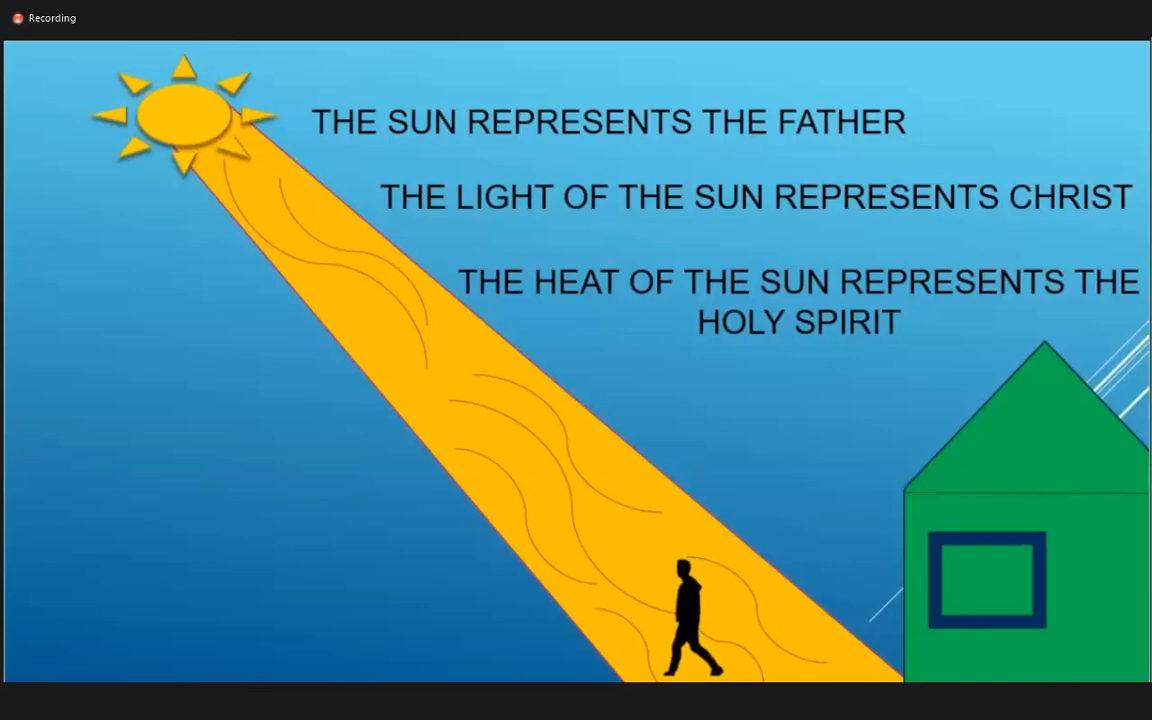 Recording
THE SUN REPRESENTS THE FATHER
THE LIGHT OF THE SUN REPRESENTS CHRIST
THE HEAT OF THE SUN REPRESENTS THE
HOLY SPIRIT